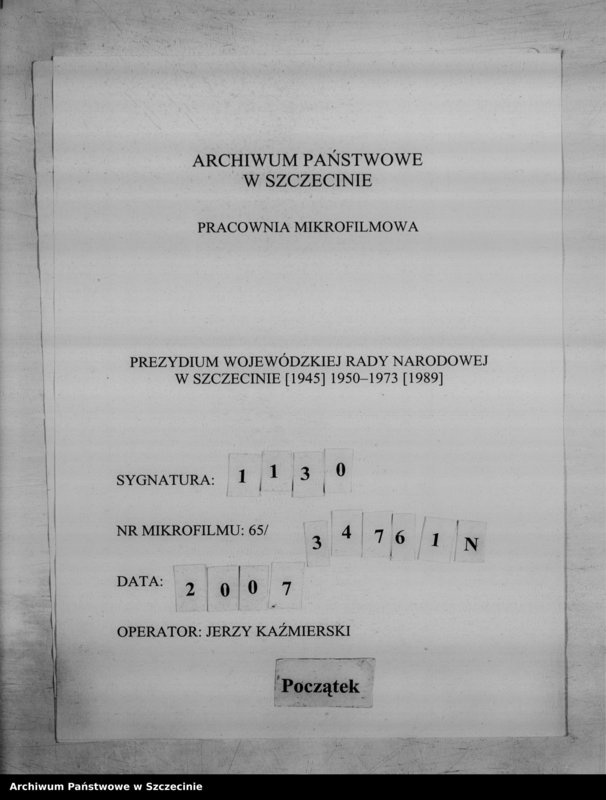 ARCHIWUM PAŃSTWOWE
W SZCZECINIE
PRACOWNIA MIKROFILMOWA
PREZYDIUM WOJEWÓDZKIEJ RADY NARODOWEJ
W SZCZECINIE [1945] 1950–1973 [1989]
SYGNATURA: 1 1 3 0
NR MIKROFILMU: 65/ 3 4 7 6 1 N
DATA: 2 0 0 7
OPERATOR: JERZY KAŹMIERSKI
Początek
Archiwum Państwowe w Szczecinie